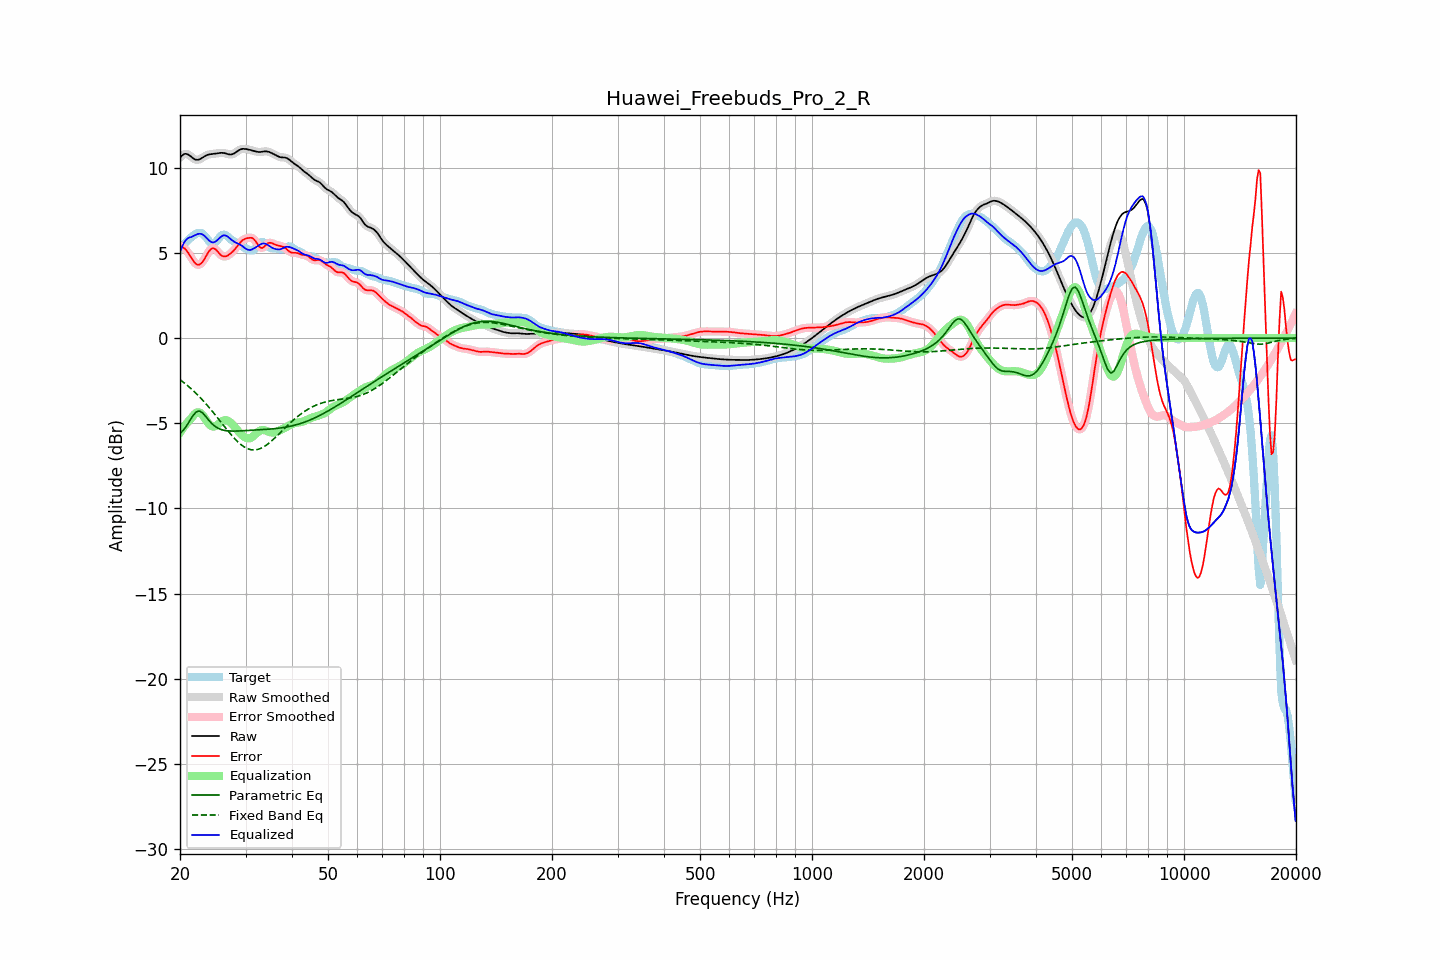 Huawei_Freebuds_Pro_2_R
Amplitude (dBr)
10
5
0
−5
−10
−15
−20
−25
−30
Target
Raw Smoothed
Error Smoothed
Raw
Error
Equalization
Parametric Eq
Fixed Band Eq
Equalized
20 50 100 200 500 1000 2000 5000 10000 20000
Frequency (Hz)